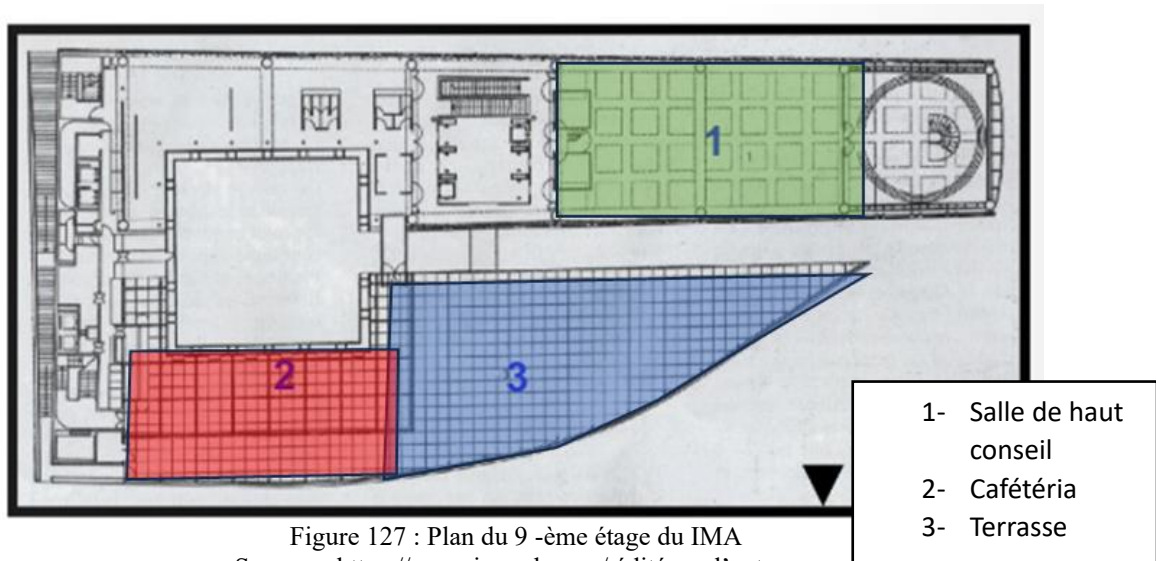 1
2
3
1- Salle de haut
conseil
2- Cafétéria
3- Terrasse
Figure 127 : Plan du 9 -ème étage du IMA